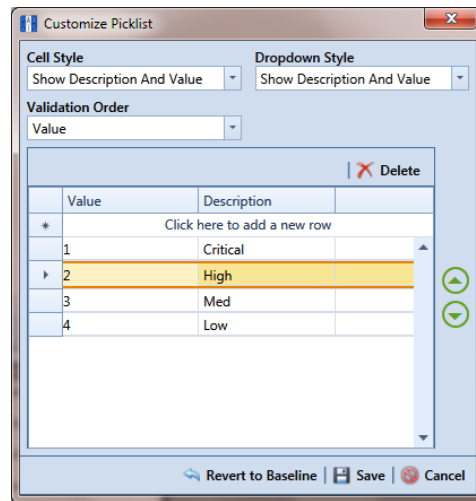 Customize Picklist
Cell Style
Dropdown Style
Show Description And Value
Show Description And Value
Validation Order
Value
Delete
Value Description
Click here to add a new row
1 Critical
2 High
3 Med
4 Low
Revert to Baseline | Save | Cancel